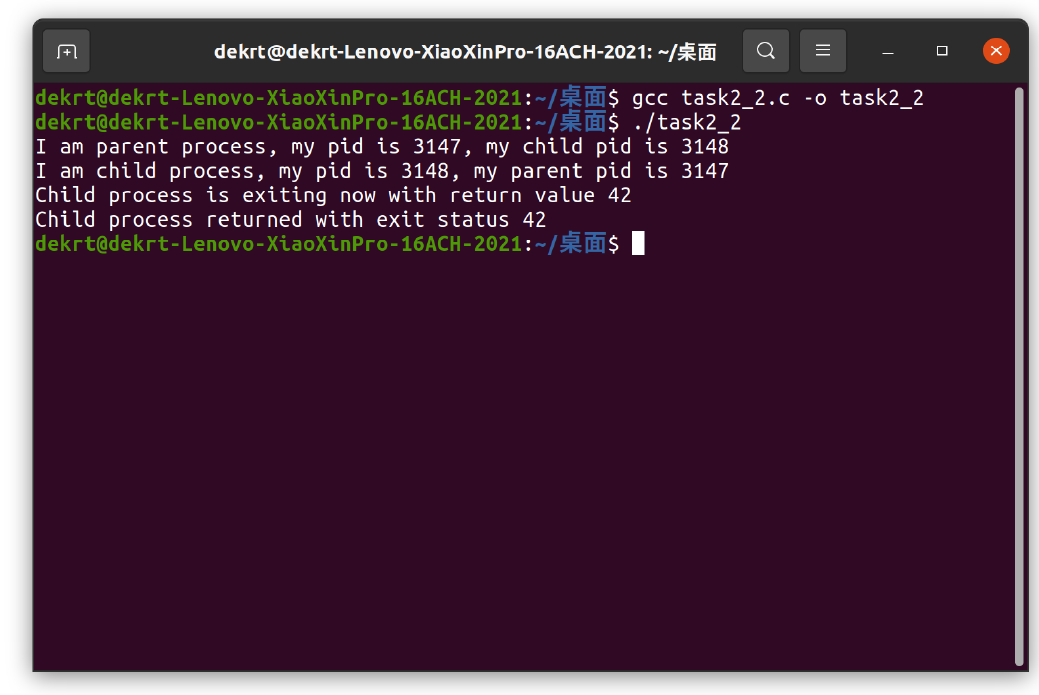 dekrt@dekrt-Lenovo-XiaoXinPro-16ACH-2021: ~/桌面
dekrt@dekrt-Lenovo-XiaoXinPro-16ACH-2021:~/桌面$ gcc task2_2.c -o task2_2
dekrt@dekrt-Lenovo-XiaoXinPro-16ACH-2021:~/桌面$ ./task2_2
I am parent process, my pid is 3147, my child pid is 3148
I am child process, my pid is 3148, my parent pid is 3147
Child process is exiting now with return value 42
Child process returned with exit status 42
dekrt@dekrt-Lenovo-XiaoXinPro-16ACH-2021:~/桌面$